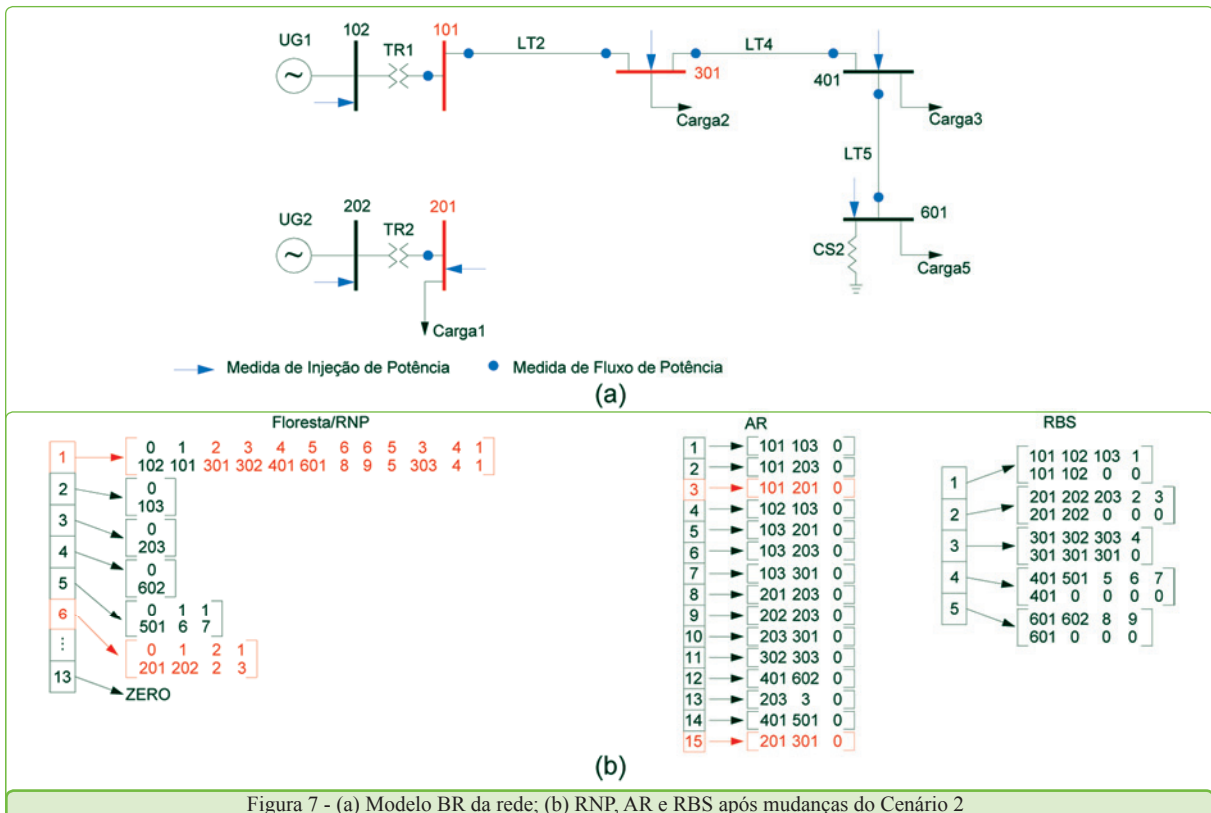 UG1
102
TR1
101
LT2
301
LT4
401
Carga2
Carga3
LT5
UG2
202
TR2
201
601
CS2
Carga5
Carga1
Medida de Injeção de Potência
Medida de Fluxo de Potência
(a)
Floresta/RNP
1
0 1 2 3 4 5 6 6 5 3 4 1
102 101 301 302 401 601 8 9 5 303 4 1
2
0
103
3
0
203
4
0
602
5
0 1 1
501 6 7
6
0 1 2 1
201 202 2 3
⋮
13
ZERO
AR
1 101 103 0
2 101 203 0
3 101 201 0
4 102 103 0
5 103 201 0
6 103 203 0
7 103 301 0
8 201 203 0
9 202 203 0
10 203 301 0
11 302 303 0
12 401 602 0
13 203 3 0
14 401 501 0
15 201 301 0
RBS
1
101 102 103 1
101 102 0 0
2
201 202 203 2 3
201 202 0 0 0
3
301 302 303 4
301 301 301 0
4
401 501 5 6 7
401 0 0 0 0
5
601 602 8 9
601 0 0 0
(b)
Figura 7 - (a) Modelo BR da rede; (b) RNP, AR e RBS após mudanças do Cenário 2